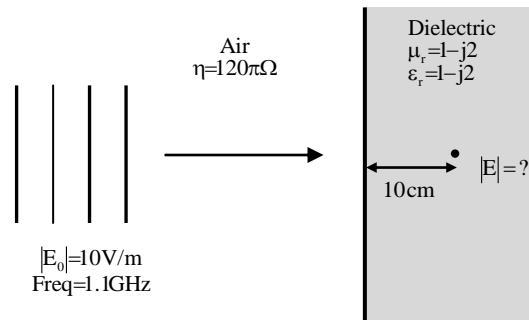 Air
η=120πΩ
Dielectric
μr=1−j2
εr=1−j2
|E|=?
10cm
|E0|=10V/m
Freq=1.1GHz